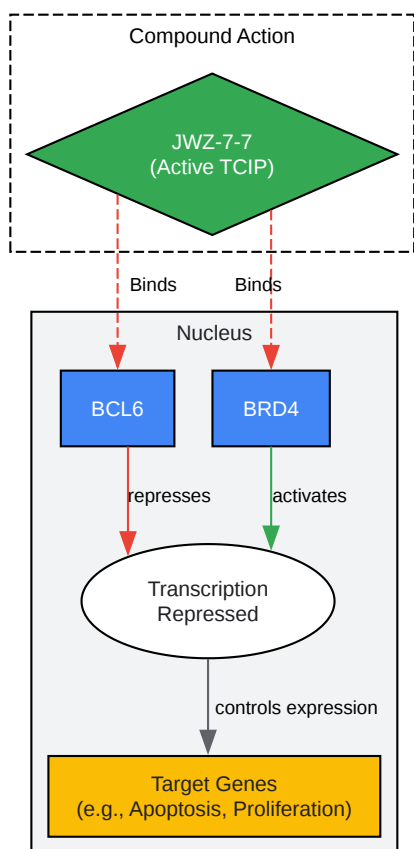 Compound Action
JWZ-7-7
(Active TCIP)
Binds
Binds
Nucleus
BCL6
BRD4
represses
activates
Transcription
Repressed
controls expression
Target Genes
(e.g., Apoptosis, Proliferation)